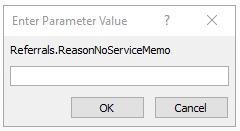 Enter Parameter Value ? ×
Referrals.ReasonNoServiceMemo
OK Cancel